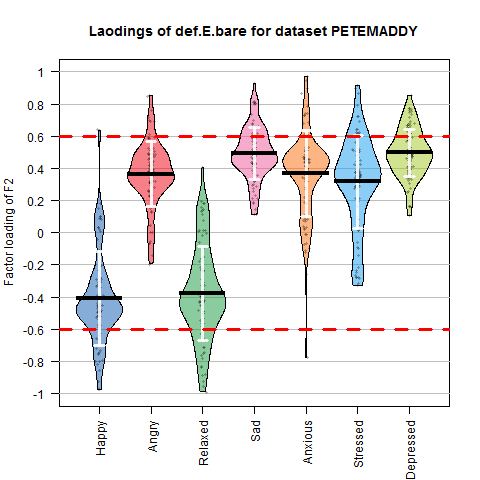 Laodings of def.E.bare for dataset PETEMADDY
Factor loading of F2
1
0.8
0.6
0.4
0.2
0
-0.2
-0.4
-0.6
-0.8
-1
Happy
Angry
Relaxed
Sad
Anxious
Stressed
Depressed